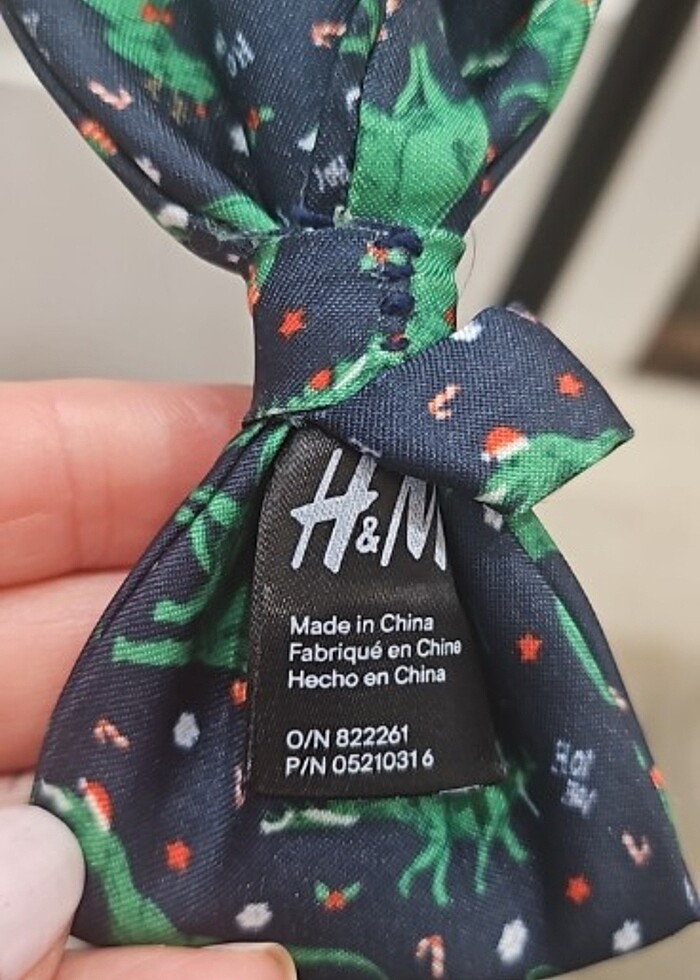 H&M
Made in China
Fabriqué en Chine
Hecho en China
O/N 822261
P/N 05210316